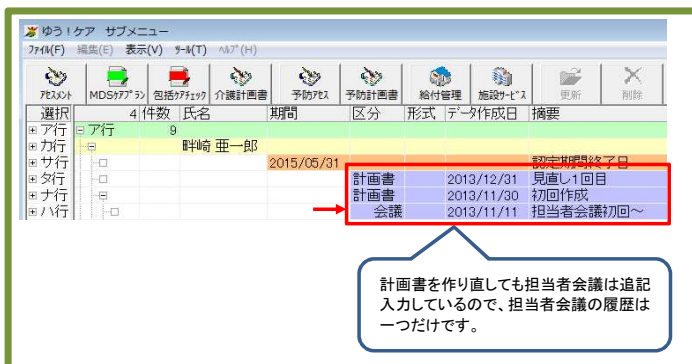 ゆう!ケア サブメニュー
ファイル(F) 編集(E) 表示(V) ツール(T) ヘルプ(H)
アセスメント MDSケアプラン 包括ケアチェック 介護計画書 予防アセス 予防計画書 給付管理 施設サービス 更新 削除
選択 4 件数 氏名 期間 区分 形式 データ作成日 摘要
ア行 ア行 9
カ行 畔崎 亜一郎
サ行 2015/05/31 認定期間終了日
タ行 計画書 2013/12/31 見直し1回目
ナ行 計画書 2013/11/30 初回作成
ハ行 会議 2013/11/11 担当者会議初回~
計画書を作り直しても担当者会議は追記
入力しているので、担当者会議の履歴は
一つだけです。